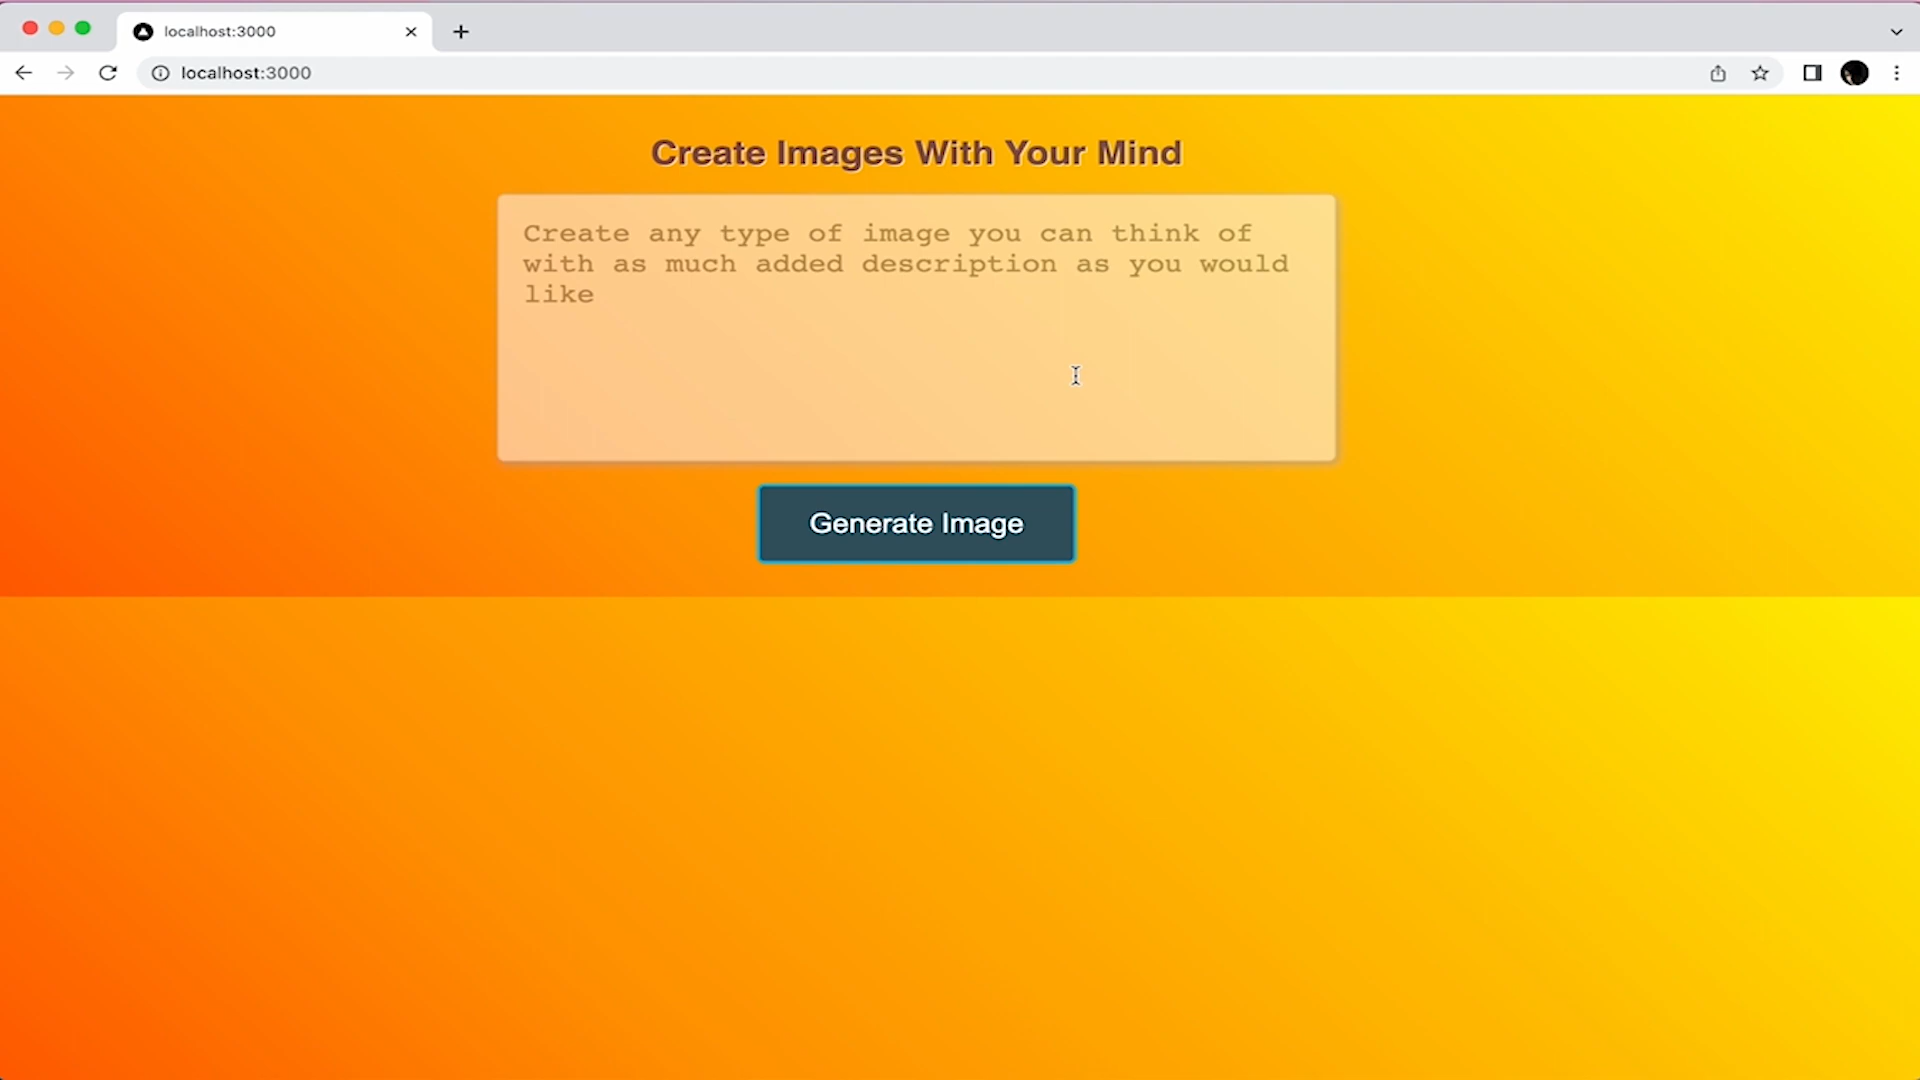 localhost:3000
localhost:3000
Create Images With Your Mind
Create any type of image you can think of
with as much added description as you would
like
Generate Image